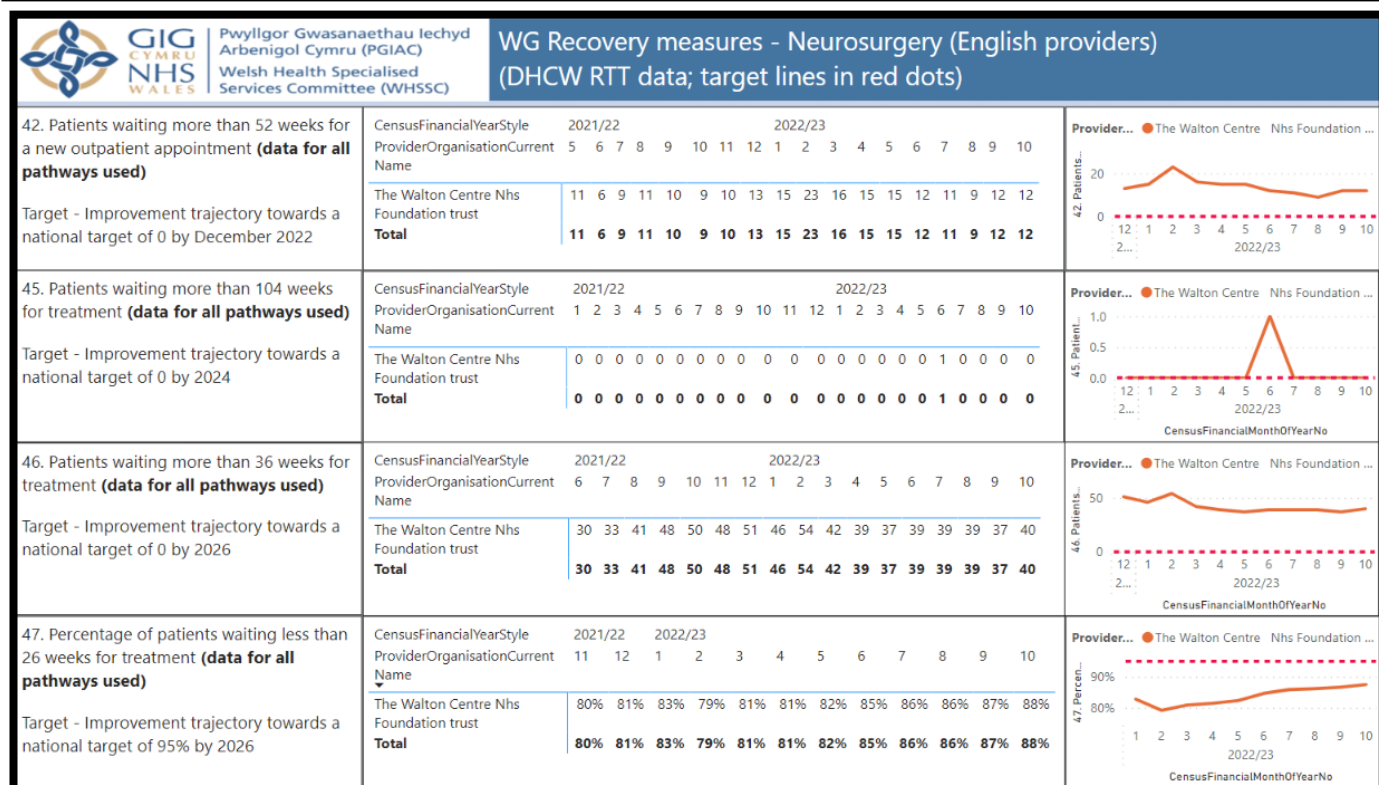 GIG
CYMRU
NHS
WALES
Pwyllgor Gwasanaethau Iechyd
Arbenigol Cymru (PGIAC)
Welsh Health Specialised
Services Committee (WHSSC)
WG Recovery measures - Neurosurgery (English providers)
(DHCW RTT data; target lines in red dots)
42. Patients waiting more than 52 weeks for
a new outpatient appointment (data for all
pathways used)
Target - Improvement trajectory towards a
national target of 0 by December 2022
CensusFinancialYearStyle 2021/22 2022/23
ProviderOrganisationCurrent 5 6 7 8 9 10 11 12 1 2 3 4 5 6 7 8 9 10
Name
The Walton Centre Nhs 11 6 9 11 10 9 10 13 15 23 16 15 15 12 11 9 12 12
Foundation trust
Total 11 6 9 11 10 9 10 13 15 23 16 15 15 12 11 9 12 12
Provider... The Walton Centre Nhs Foundation ...
42. Patients...
20
0
12 1 2 3 4 5 6 7 8 9 10
2... 2022/23
45. Patients waiting more than 104 weeks
for treatment (data for all pathways used)
Target - Improvement trajectory towards a
national target of 0 by 2024
CensusFinancialYearStyle 2021/22 2022/23
ProviderOrganisationCurrent 1 2 3 4 5 6 7 8 9 10 11 12 1 2 3 4 5 6 7 8 9 10
Name
The Walton Centre Nhs 0 0 0 0 0 0 0 0 0 0 0 0 0 0 0 0 0 1 0 0 0 0
Foundation trust
Total 0 0 0 0 0 0 0 0 0 0 0 0 0 0 0 0 0 1 0 0 0 0
Provider... The Walton Centre Nhs Foundation ...
45. Patient...
1.0
0.5
0.0
12 1 2 3 4 5 6 7 8 9 10
2... 2022/23
CensusFinancialMonthOfYearNo
46. Patients waiting more than 36 weeks for
treatment (data for all pathways used)
Target - Improvement trajectory towards a
national target of 0 by 2026
CensusFinancialYearStyle 2021/22 2022/23
ProviderOrganisationCurrent 6 7 8 9 10 11 12 1 2 3 4 5 6 7 8 9 10
Name
The Walton Centre Nhs 30 33 41 48 50 48 51 46 54 42 39 37 39 39 39 37 40
Foundation trust
Total 30 33 41 48 50 48 51 46 54 42 39 37 39 39 39 37 40
Provider... The Walton Centre Nhs Foundation ...
46. Patients...
50
0
12 1 2 3 4 5 6 7 8 9 10
2... 2022/23
CensusFinancialMonthOfYearNo
47. Percentage of patients waiting less than
26 weeks for treatment (data for all
pathways used)
Target - Improvement trajectory towards a
national target of 95% by 2026
CensusFinancialYearStyle 2021/22 2022/23
ProviderOrganisationCurrent 11 12 1 2 3 4 5 6 7 8 9 10
Name
The Walton Centre Nhs 80% 81% 83% 79% 81% 81% 82% 85% 86% 86% 87% 88%
Foundation trust
Total 80% 81% 83% 79% 81% 81% 82% 85% 86% 86% 87% 88%
Provider... The Walton Centre Nhs Foundation ...
47. Percen...
90%
80%
1 2 3 4 5 6 7 8 9 10
2022/23
CensusFinancialMonthOfYearNo